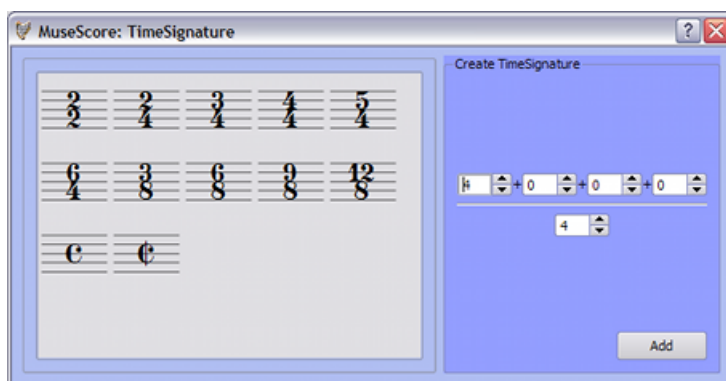 MuseScore: TimeSignature
Create TimeSignature
2 2 3 4 5
2 4 4 4 4
6 3 6 9 12
4 8 8 8 8
4 + 0 + 0 + 0
4
Add